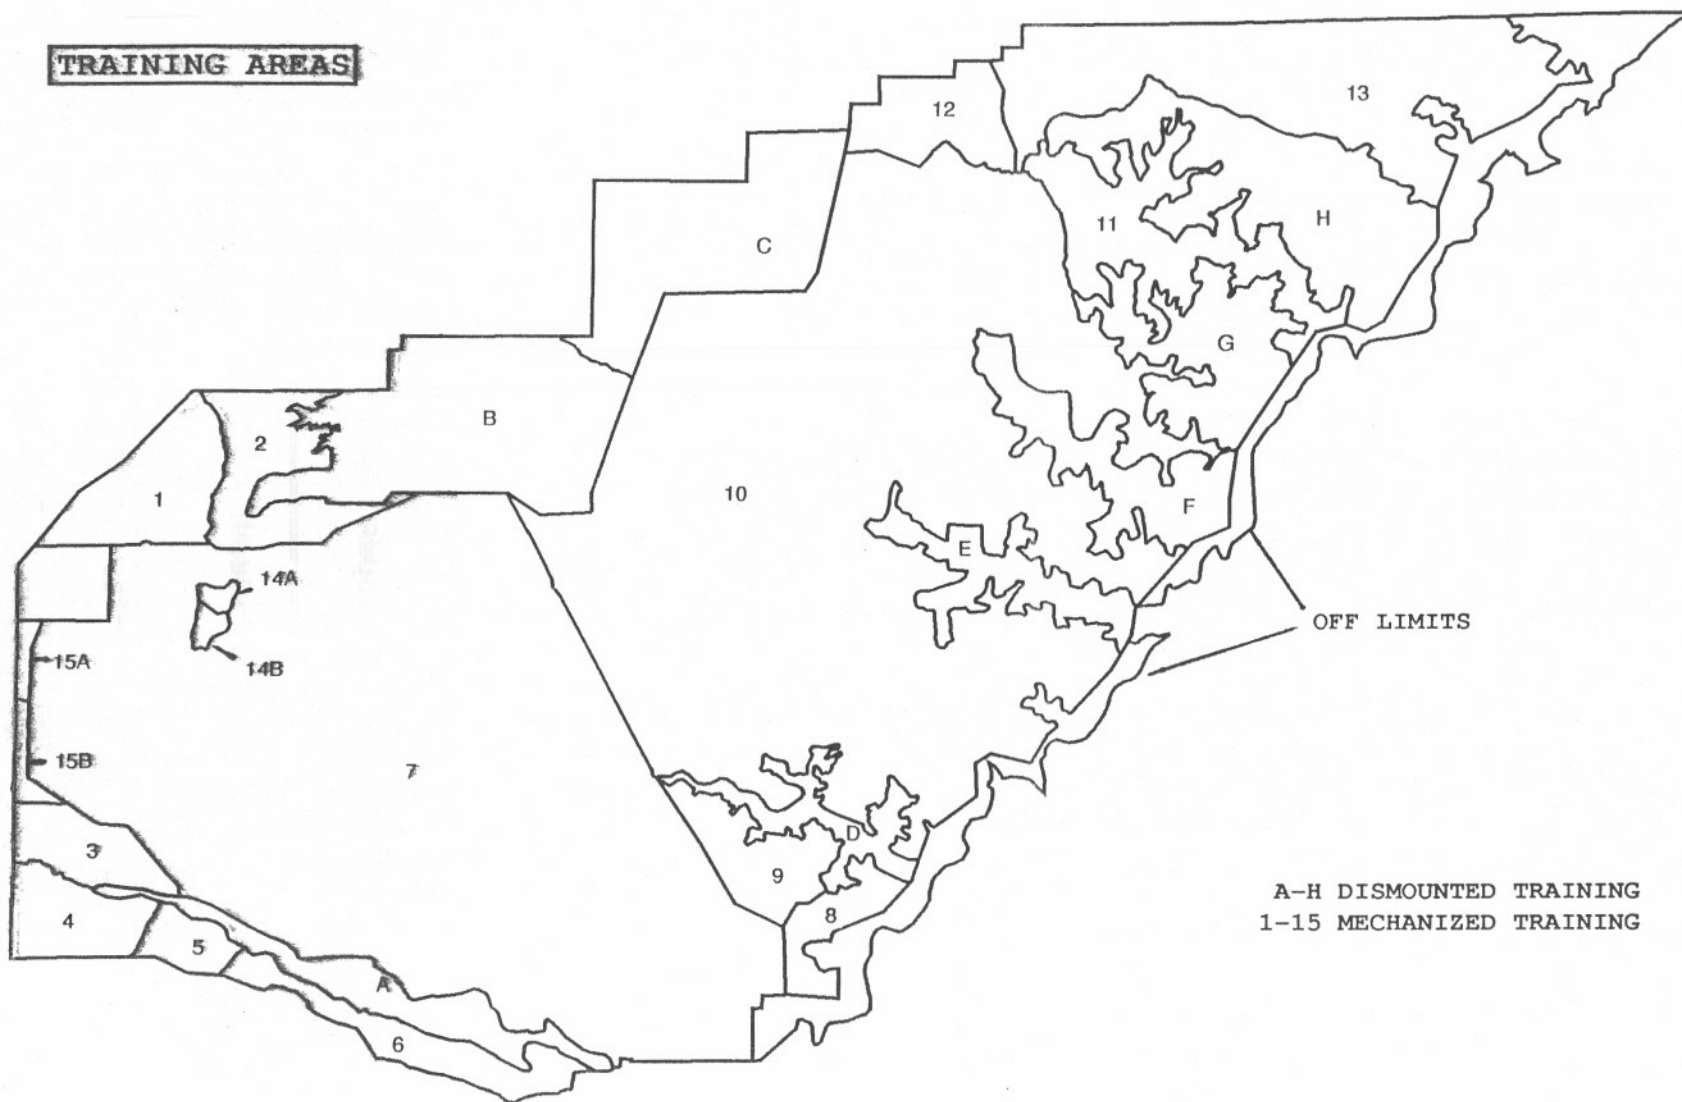 TRAINING AREAS
13
12
11
H
C
G
B
2
10
1
F
E
14A
OFF LIMITS
15A
14B
15B
7
D
3
9
A-H DISMOUNTED TRAINING
8
4
1-15 MECHANIZED TRAINING
5
A
6